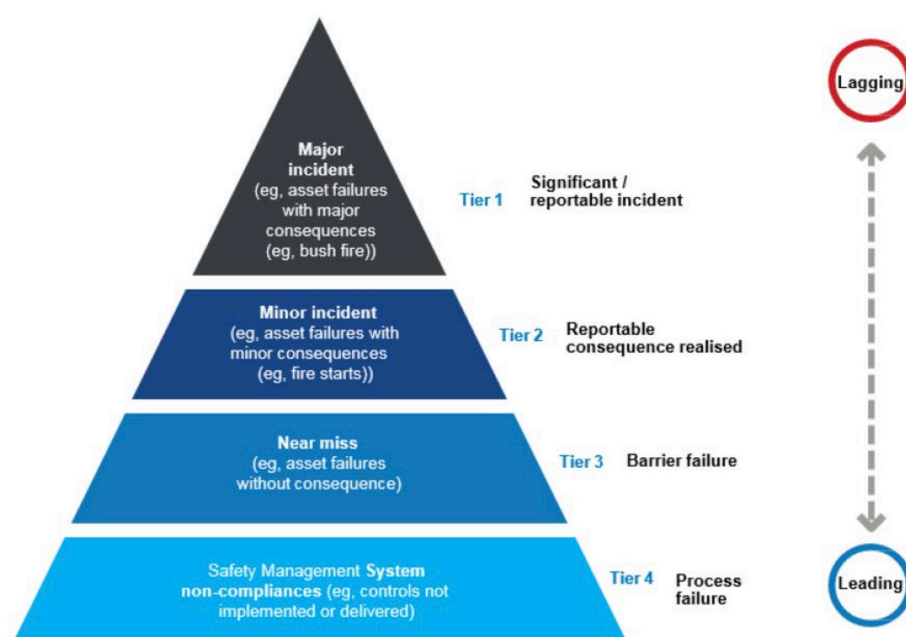 Major
incident
(eg, asset failures
with major
consequences
(eg, bush fire))
Tier 1
Significant /
reportable incident
Lagging
Minor incident
(eg, asset failures with
minor consequences
(eg, fire starts))
Tier 2
Reportable
consequence realised
Near miss
(eg, asset failures
without consequence)
Tier 3
Barrier failure
Safety Management System
non-compliances (eg, controls not
implemented or delivered)
Tier 4
Process
failure
Leading